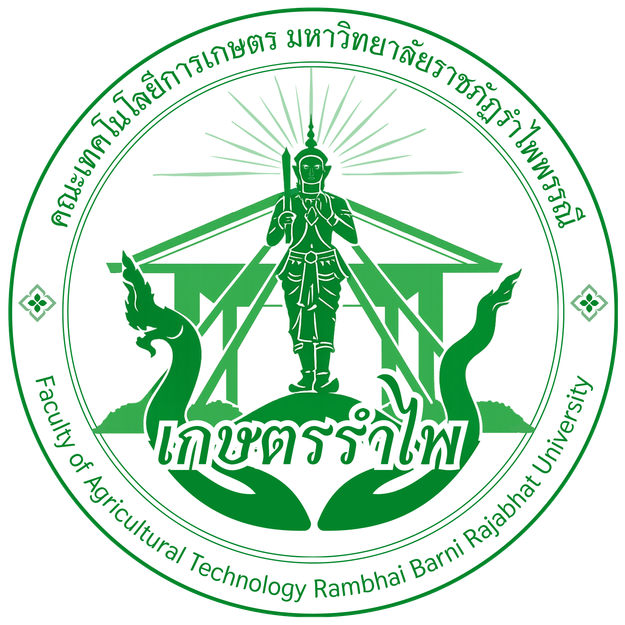 คณะเทคโนโลยีการเกษตร มหาวิทยาลัยราชภัฏรำไพพรรณี
เกษตรรำไพ
Faculty of Agricultural Technology Rambhai Barni Rajabhat University